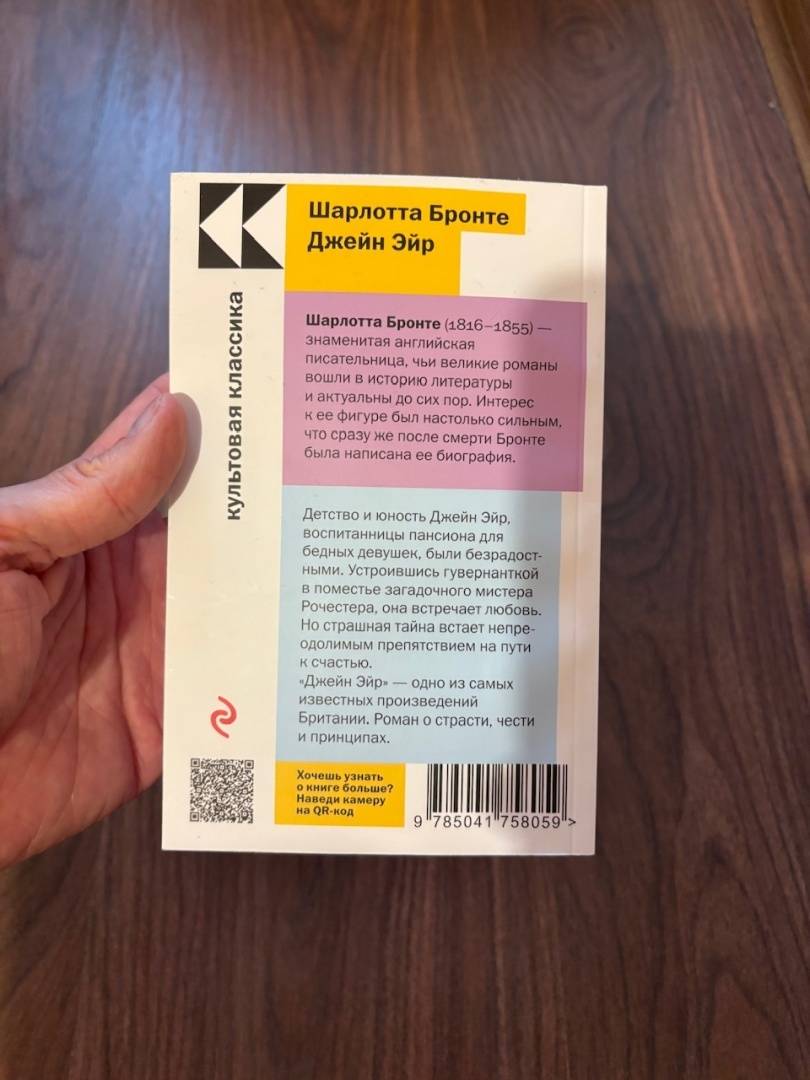 Шарлотта Бронте
Джейн Эйр
культовая классика
Шарлотта Бронте (1816–1855) —
знаменитая английская
писательница, чьи великие романы
вошли в историю литературы
и актуальны до сих пор. Интерес
к ее фигуре был настолько сильным,
что сразу же после смерти Бронте
была написана ее биография.
Детство и юность Джейн Эйр,
воспитанницы пансиона для
бедных девушек, были безрадост-
ными. Устроившись гувернанткой
в поместье загадочного мистера
Рочестера, она встречает любовь.
Но страшная тайна встает непре-
одолимым препятствием на пути
к счастью.
«Джейн Эйр» — одно из самых
известных произведений
Британии. Роман о страсти, чести
и принципах.
Хочешь узнать
о книге больше?
Наведи камеру
на QR-код
9 785041 758059 >